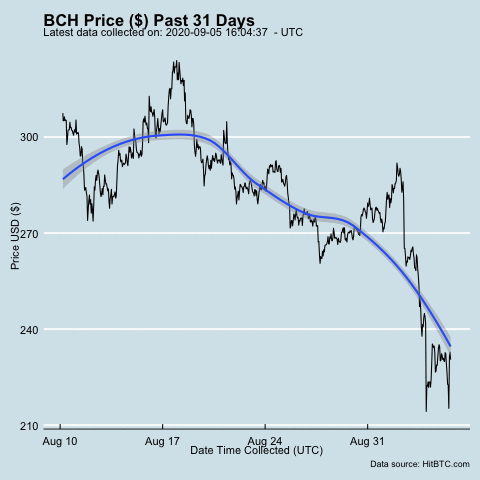 BCH Price ($) Past 31 Days
Latest data collected on: 2020-09-05 16:04:37 - UTC
300
270
240
210
Price USD ($)
Aug 10 Aug 17 Aug 24 Aug 31
Date Time Collected (UTC)
Data source: HitBTC.com